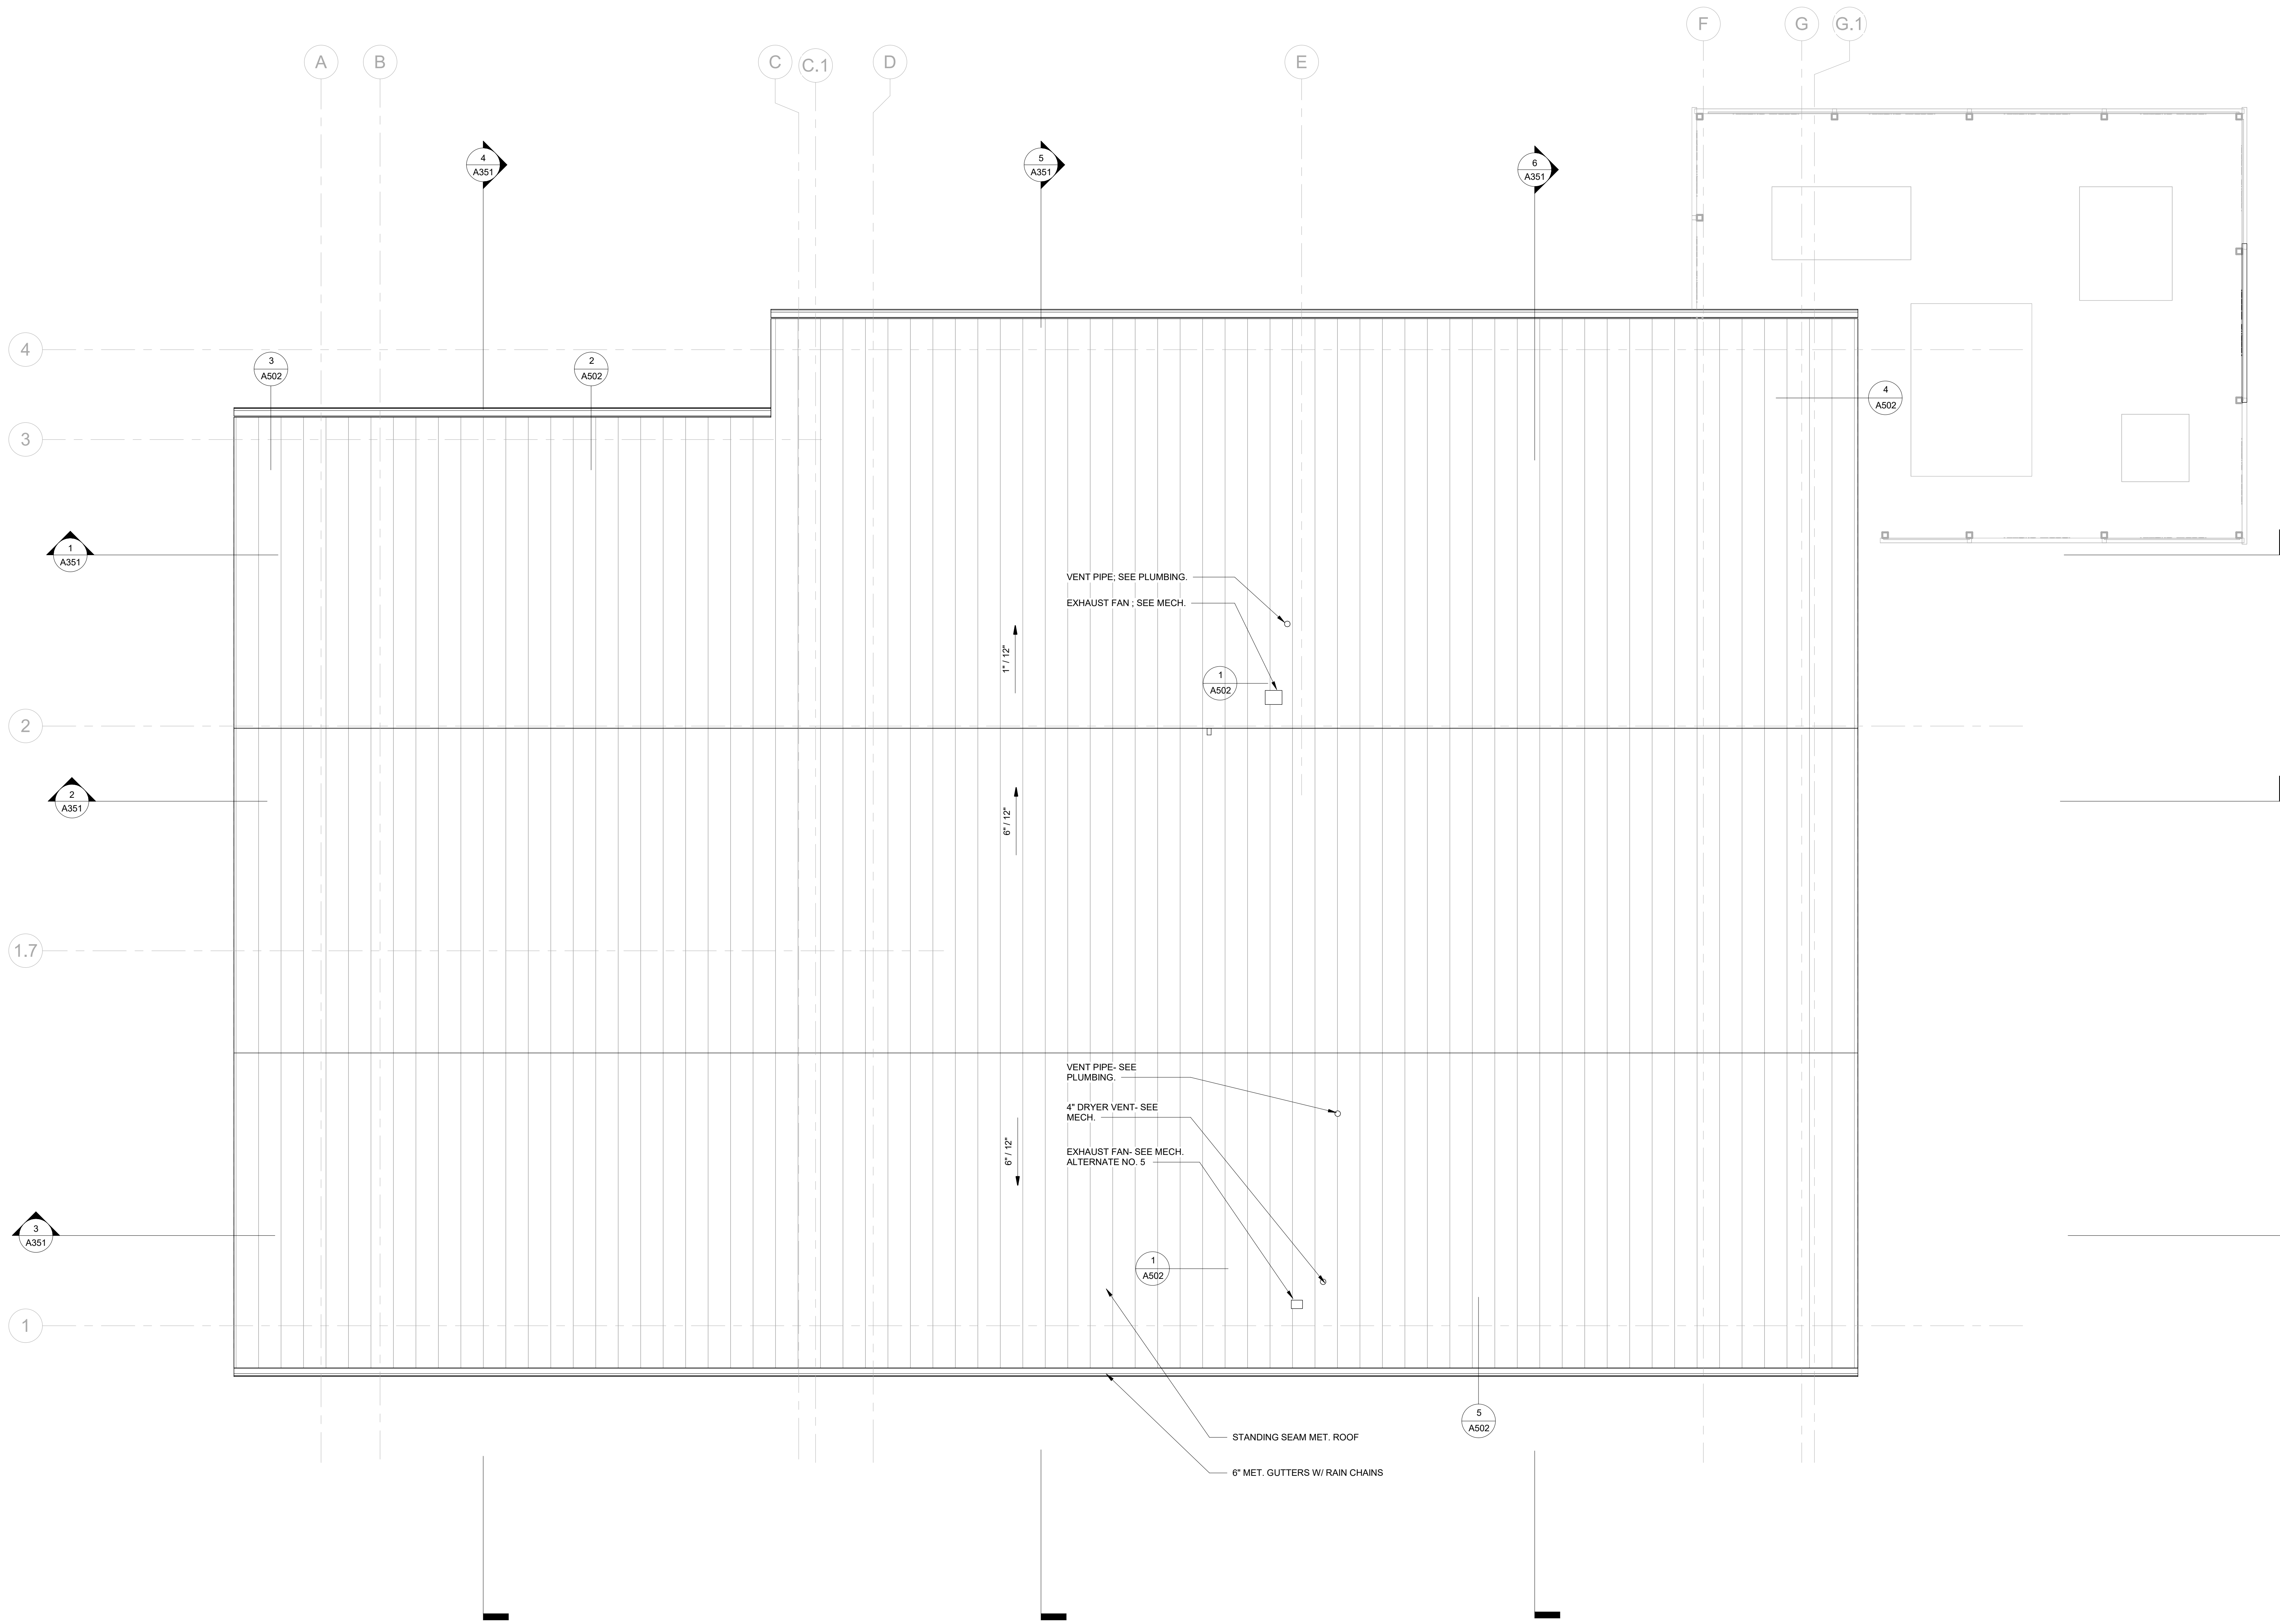 F
G
G.1
A
B
C
C.1
D
E
4
A351
5
A351
6
A351
4
3
A502
2
A502
4
A502
3
1
A351
VENT PIPE; SEE PLUMBING.
EXHAUST FAN ; SEE MECH.
1" / 12"
1
A502
2
2
A351
6" / 12"
1.7
VENT PIPE- SEE
PLUMBING.
4" DRYER VENT- SEE
MECH.
6" / 12"
EXHAUST FAN- SEE MECH.
ALTERNATE NO. 5
3
A351
1
A502
1
5
A502
STANDING SEAM MET. ROOF
6" MET. GUTTERS W/ RAIN CHAINS